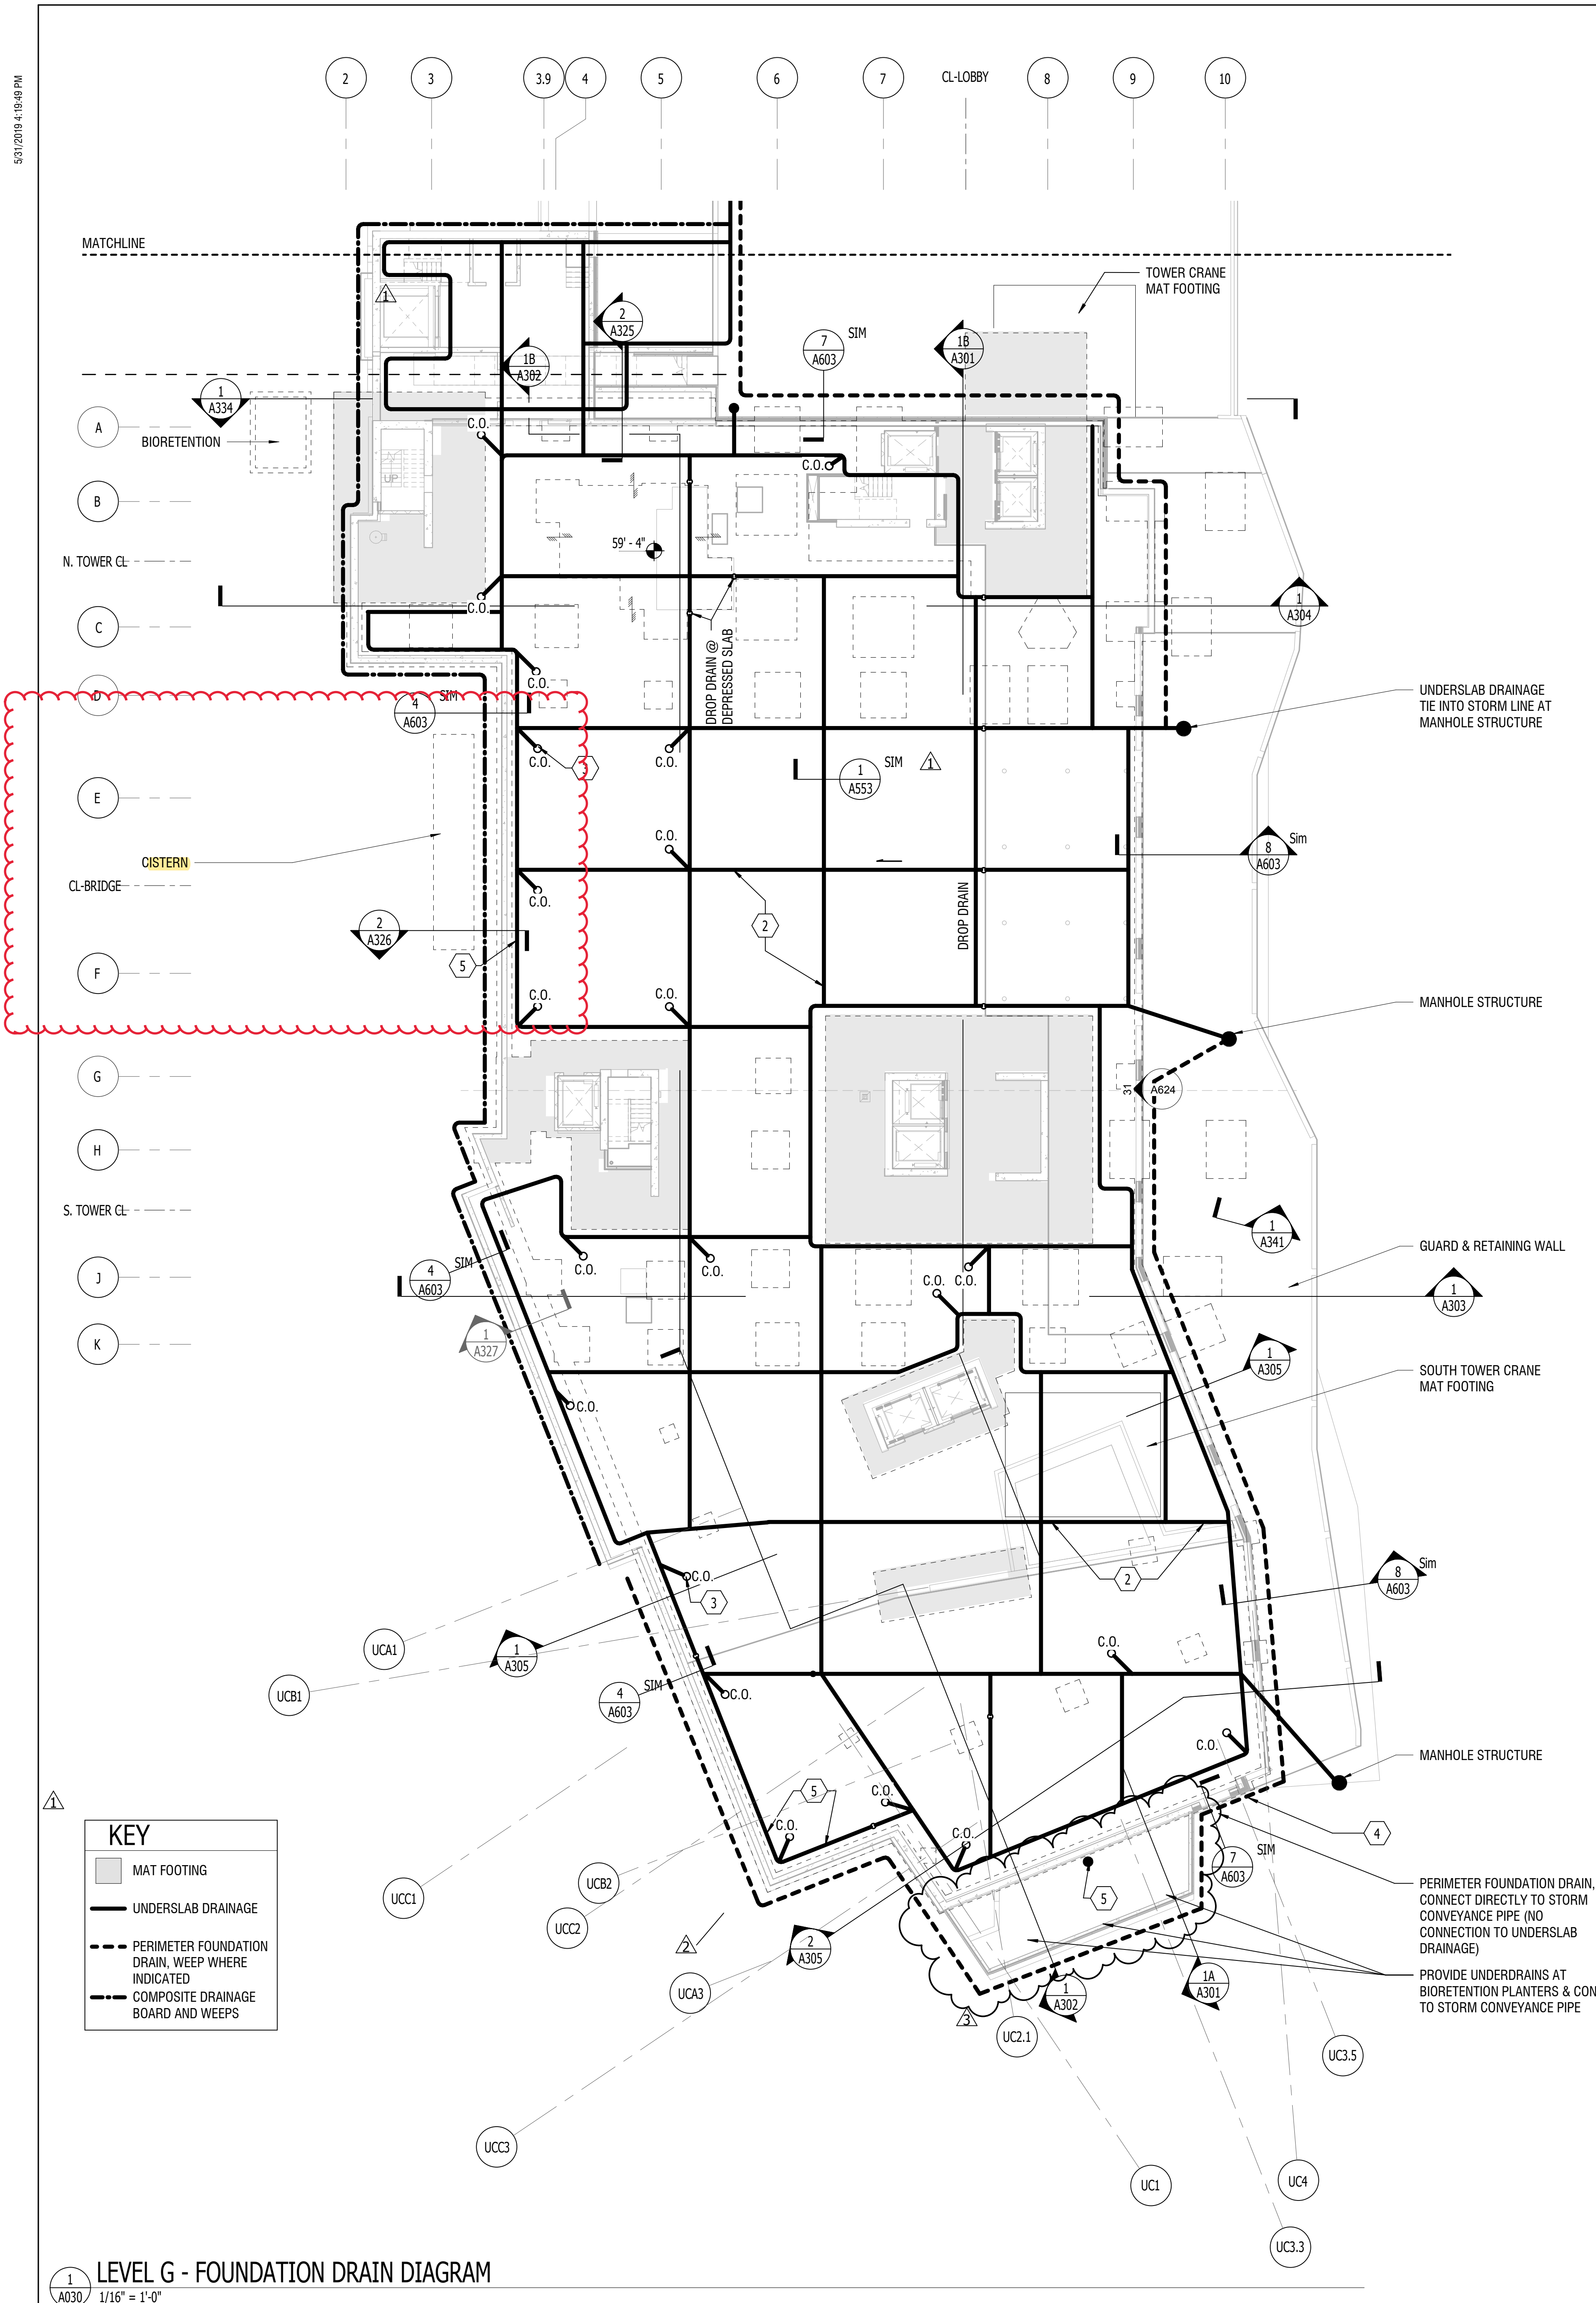 5/31/2019 4:19:49 PM
2
3
3.9
4
5
6
7
CL-LOBBY
8
9
10
MATCHLINE
TOWER CRANE
MAT FOOTING
1
2
A325
7
A603
SIM
1B
A301
1B
A302
1
A334
A
BIORETENTION
C.O.
C.O.
UP
B
59' - 4"
N. TOWER CL
C.O.
C
1
A304
DROP DRAIN @
DEPRESSED SLAB
C.O.
D
4
A603
SIM
UNDERSLAB DRAINAGE
TIE INTO STORM LINE AT
MANHOLE STRUCTURE
C.O.
3
C.O.
1
A553
SIM
1
E
C.O.
8
A603
Sim
CISTERN
CL-BRIDGE
C.O.
DROP DRAIN
2
A326
2
5
F
C.O.
C.O.
MANHOLE STRUCTURE
G
31
A624
H
S. TOWER CL
1
A341
GUARD & RETAINING WALL
4
A603
SIM
C.O.
C.O.
C.O.
C.O.
J
1
A303
1
A327
K
1
A305
SOUTH TOWER CRANE
MAT FOOTING
C.O.
C.O.
3
2
8
A603
Sim
UCA1
1
A305
C.O.
UCB1
4
A603
SIM
C.O.
C.O.
MANHOLE STRUCTURE
5
C.O.
1
KEY
MAT FOOTING
UNDERSLAB DRAINAGE
PERIMETER FOUNDATION
DRAIN, WEEP WHERE
INDICATED
COMPOSITE DRAINAGE
BOARD AND WEEPS
C.O.
C.O.
4
7
A603
SIM
UCB2
UCC1
UCC2
5
PERIMETER FOUNDATION DRAIN,
CONNECT DIRECTLY TO STORM
CONVEYANCE PIPE (NO
CONNECTION TO UNDERSLAB
DRAINAGE)
2
2
A305
UCA3
1
A302
1A
A301
PROVIDE UNDERDRAINS AT
BIORETENTION PLANTERS & CON
TO STORM CONVEYANCE PIPE
3
UC2.1
UC3.5
UCC3
UC1
UC4
UC3.3
1
A030
LEVEL G - FOUNDATION DRAIN DIAGRAM
1/16" = 1'-0"